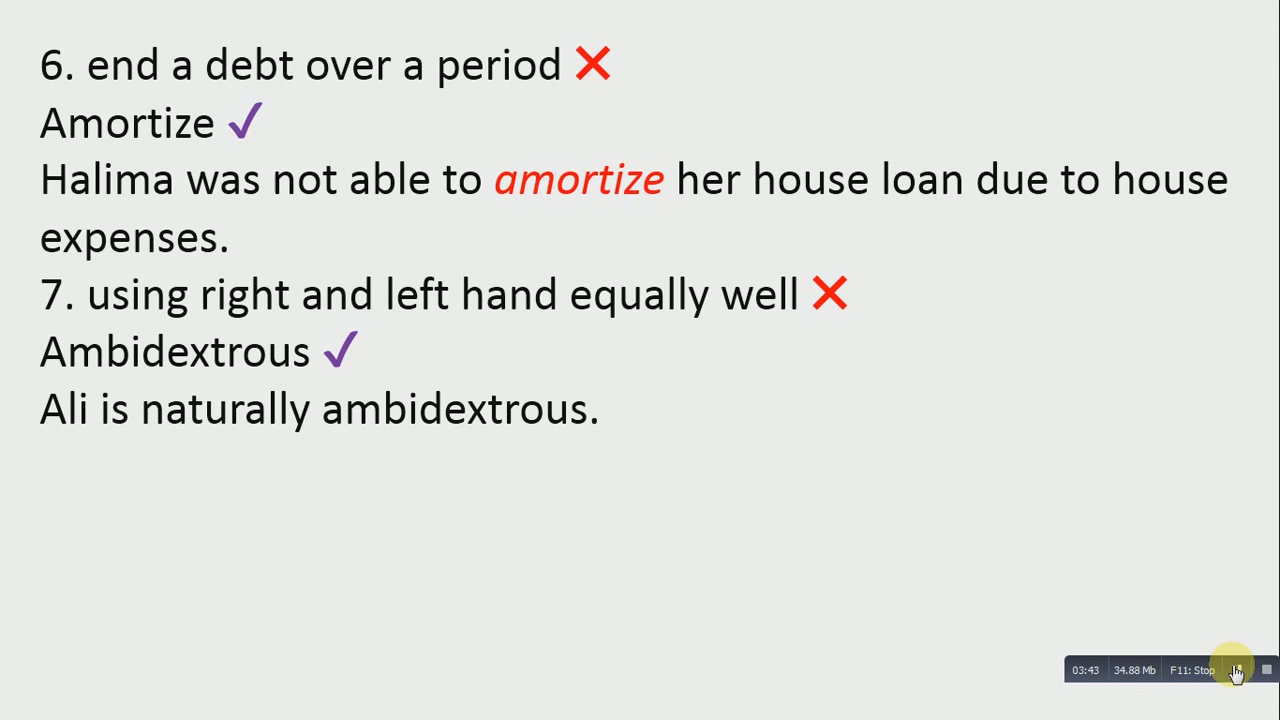 6. end a debt over a period ❌
Amortize ✔
Halima was not able to amortize her house loan due to house
expenses.
7. using right and left hand equally well ❌
Ambidextrous ✔
Ali is naturally ambidextrous.
03:43 34.88 Mb F11: Stop